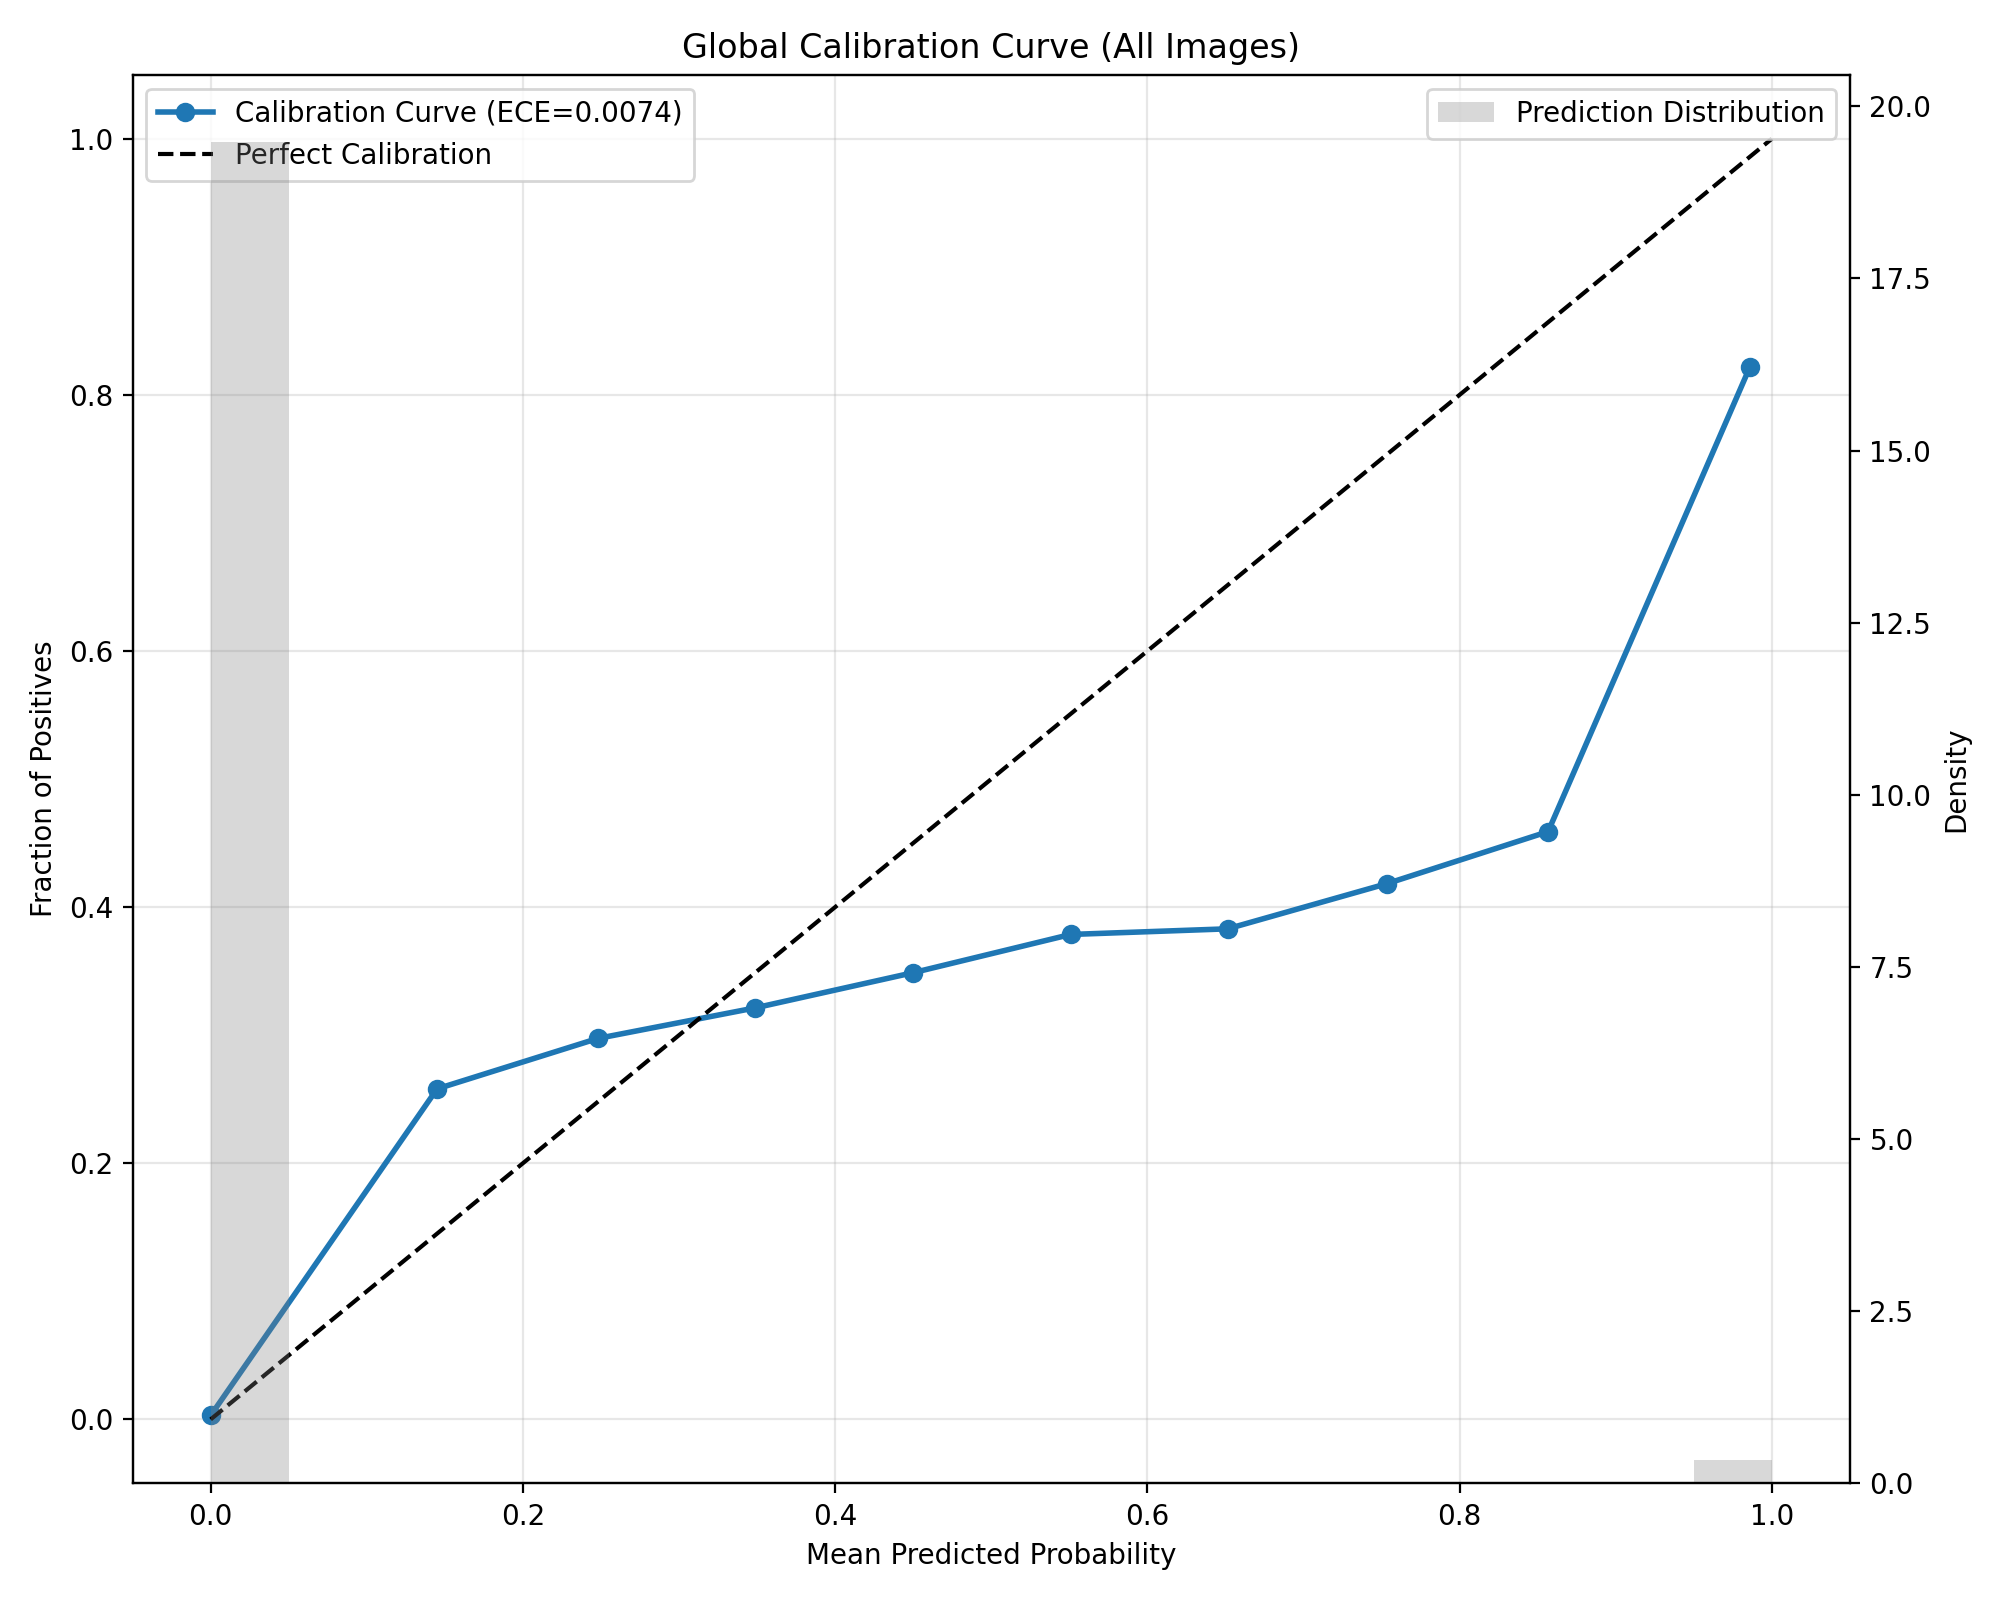 Global Calibration Curve (All Images)
Calibration Curve (ECE=0.0074)
Perfect Calibration
Prediction Distribution
1.0
0.8
0.6
0.4
0.2
0.0
Fraction of Positives
20.0
17.5
15.0
12.5
10.0
7.5
5.0
2.5
0.0
Density
0.0 0.2 0.4 0.6 0.8 1.0
Mean Predicted Probability